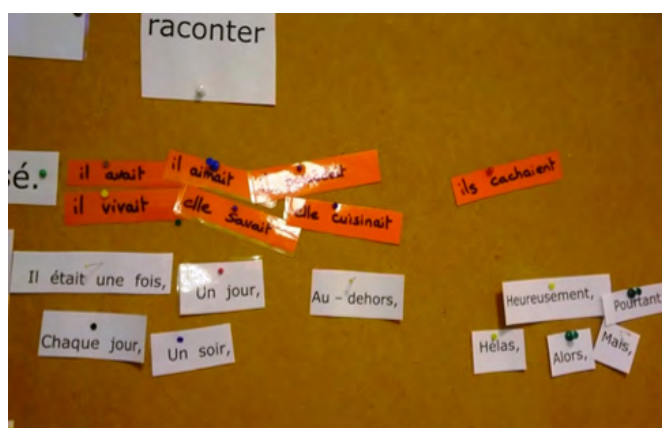 raconter
sé.
il avait
il aimait
ils cachaient
il vivait
elle savait
elle cuisinait
Il était une fois,
Un jour,
Au - dehors,
Heureusement,
Pourtant
Chaque jour,
Un soir,
Hélas,
Alors,
Mais,